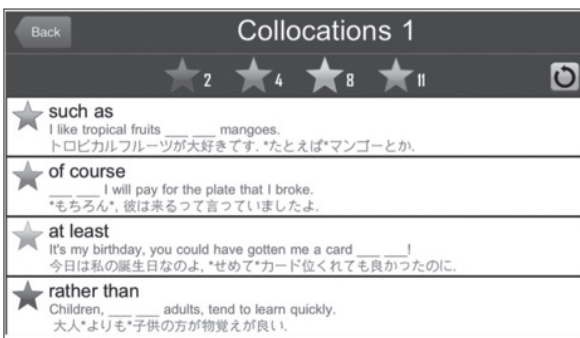 Back
Collocations 1
2 4 8 11
such as
I like tropical fruits ___ ___ mangoes.
トロピカルフルーツが大好きです. *たとえば*マンゴーとか.
of course
___ ___ I will pay for the plate that I broke.
*もちろん*, 彼は来るって言っていましたよ.
at least
It's my birthday, you could have gotten me a card ___ ___!
今日は私の誕生日なのよ, *せめて*カード位くれても良かったのに.
rather than
Children, ___ ___ adults, tend to learn quickly.
大人*よりも*子供の方が物覚えが良い.